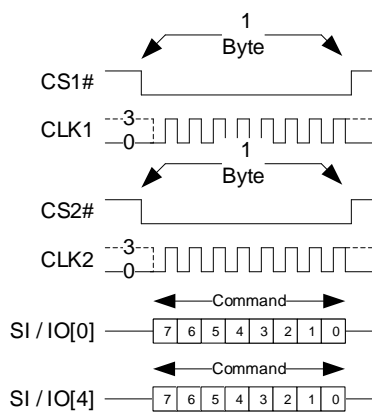 1
Byte
CS1#
3
CLK1
0
1
Byte
CS2#
3
CLK2
0
Command
SI / IO[0] 7 6 5 4 3 2 1 0
Command
SI / IO[4] 7 6 5 4 3 2 1 0